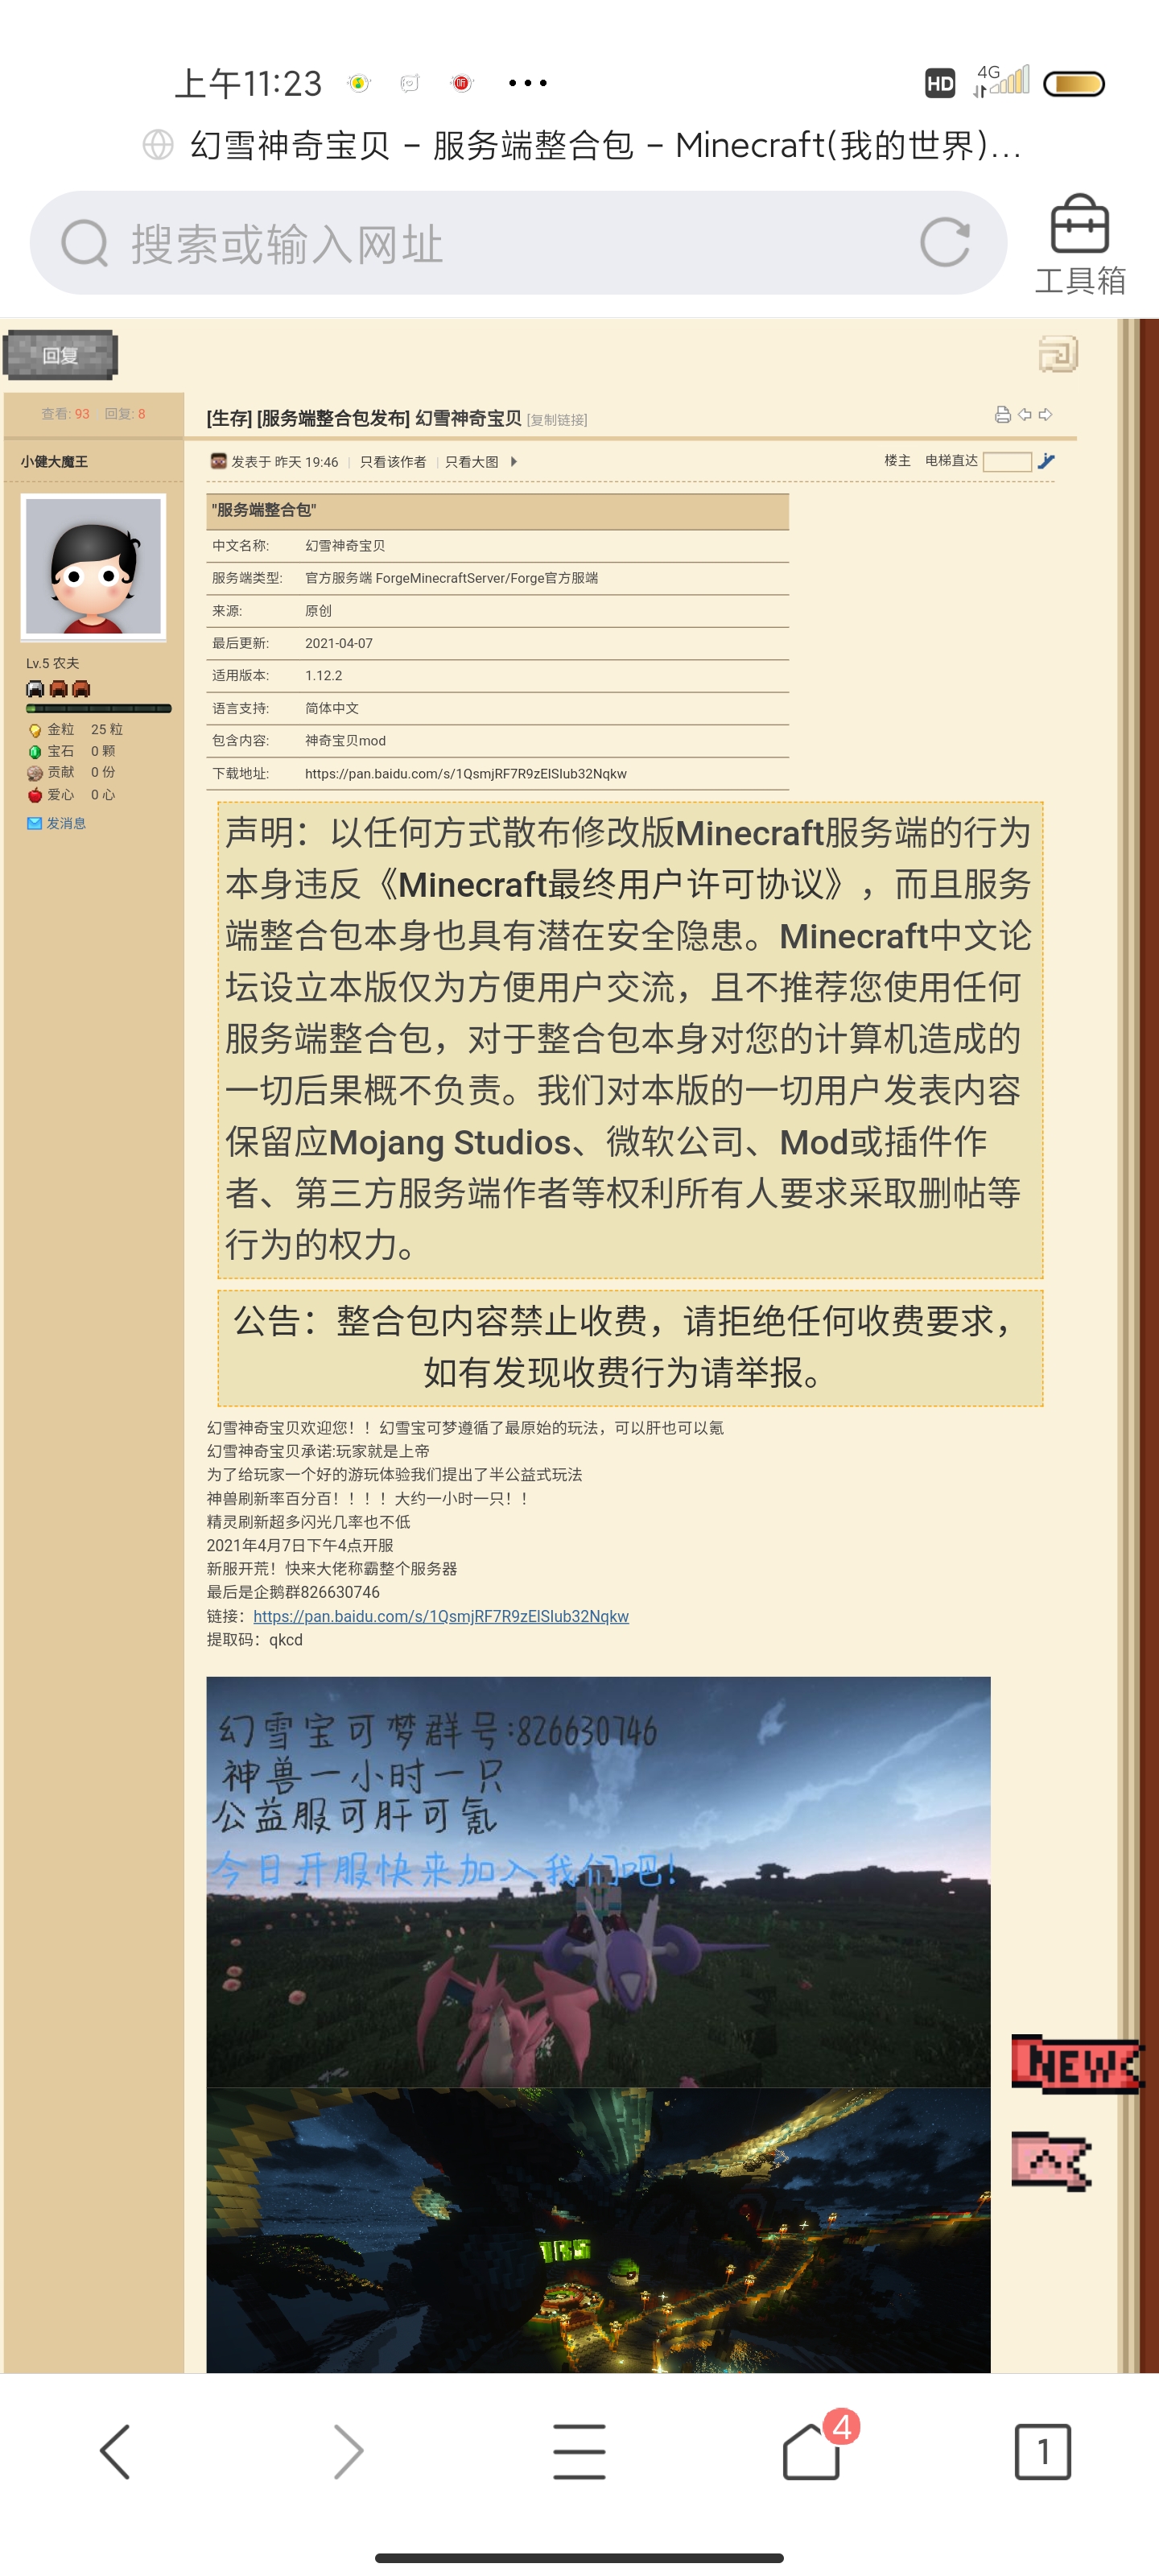 上午11:23
HD
4G
幻雪神奇宝贝 - 服务端整合包 - Minecraft(我的世界)...
搜索或输入网址
工具箱
回复
查看: 93 回复: 8
[生存] [服务端整合包发布] 幻雪神奇宝贝 [复制链接]
小健大魔王
发表于 昨天 19:46 | 只看该作者 | 只看大图
楼主 电梯直达
"服务端整合包"
中文名称: 幻雪神奇宝贝
服务端类型: 官方服务端 ForgeMinecraftServer/Forge官方服端
来源: 原创
最后更新: 2021-04-07
适用版本: 1.12.2
语言支持: 简体中文
包含内容: 神奇宝贝mod
下载地址: https://pan.baidu.com/s/1QsmjRF7R9zElSIub32Nqkw
Lv.5 农夫
金粒 25 粒
宝石 0 颗
贡献 0 份
爱心 0 心
发消息
声明：以任何方式散布修改版Minecraft服务端的行为
本身违反《Minecraft最终用户许可协议》，而且服务
端整合包本身也具有潜在安全隐患。Minecraft中文论
坛设立本版仅为方便用户交流，且不推荐您使用任何
服务端整合包，对于整合包本身对您的计算机造成的
一切后果概不负责。我们对本版的一切用户发表内容
保留应Mojang Studios、微软公司、Mod或插件作
者、第三方服务端作者等权利所有人要求采取删帖等
行为的权力。
公告：整合包内容禁止收费，请拒绝任何收费要求，
如有发现收费行为请举报。
幻雪神奇宝贝欢迎您！！幻雪宝可梦遵循了最原始的玩法，可以肝也可以氪
幻雪神奇宝贝承诺:玩家就是上帝
为了给玩家一个好的游玩体验我们提出了半公益式玩法
神兽刷新率百分百！！！！大约一小时一只！！
精灵刷新超多闪光几率也不低
2021年4月7日下午4点开服
新服开荒！快来大佬称霸整个服务器
最后是企鹅群826630746
链接：https://pan.baidu.com/s/1QsmjRF7R9zElSIub32Nqkw
提取码：qkcd
幻雪宝可梦群号:826630746
神兽一小时一只
公益服可肝可氪
今日开服快来加入我们吧!
NEW
4
1